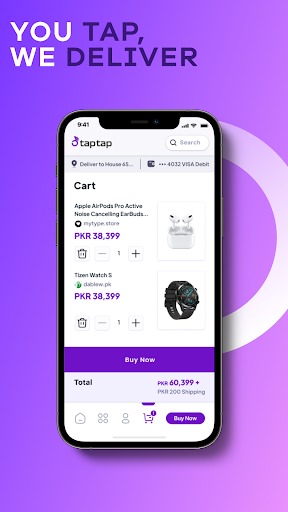 YOU TAP,
WE DELIVER
9:41
taptap
Search
Deliver to House 65...
••• 4032 VISA Debit
Cart
Apple AirPods Pro Active
Noise Cancelling EarBuds...
mytype.store
PKR 38,399
1
Tizen Watch S
dablew.pk
PKR 38,399
1
Buy Now
Total
PKR 60,399 +
PKR 200 Shipping
Buy Now